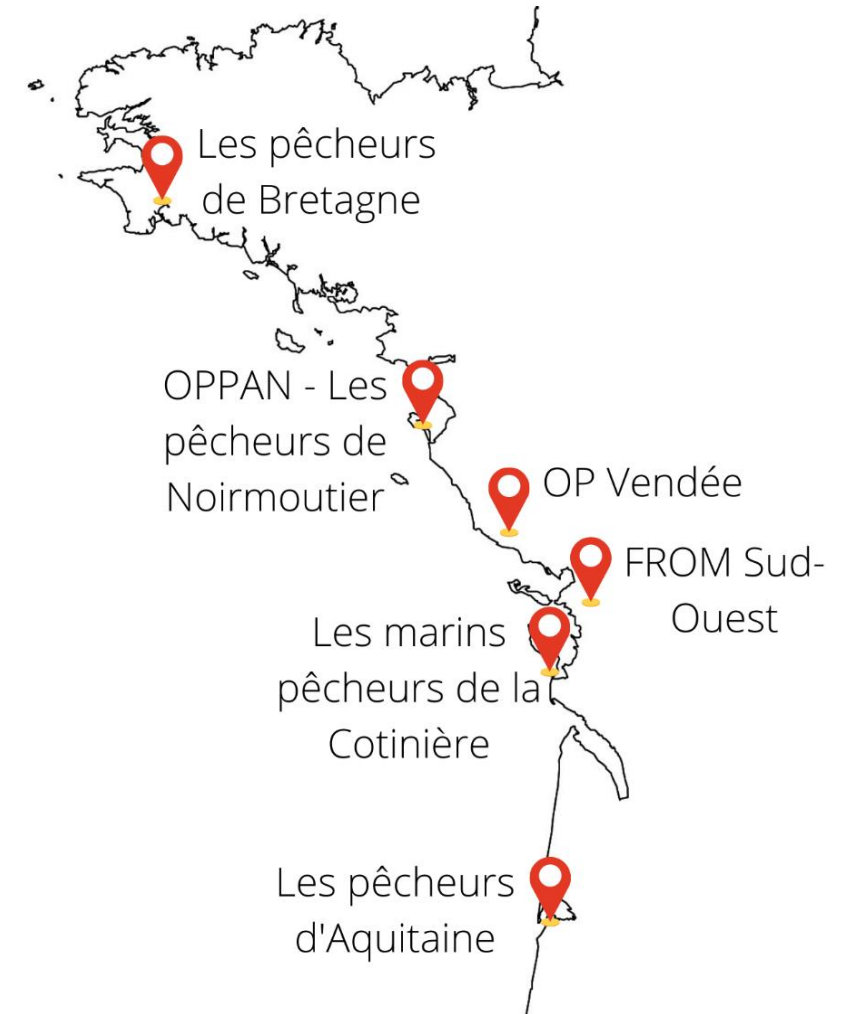 Les pêcheurs
de Bretagne
OPPAN - Les
pêcheurs de
Noirmoutier
OP Vendée
FROM Sud-
Ouest
Les marins
pêcheurs de la
Cotinière
Les pêcheurs
d'Aquitaine